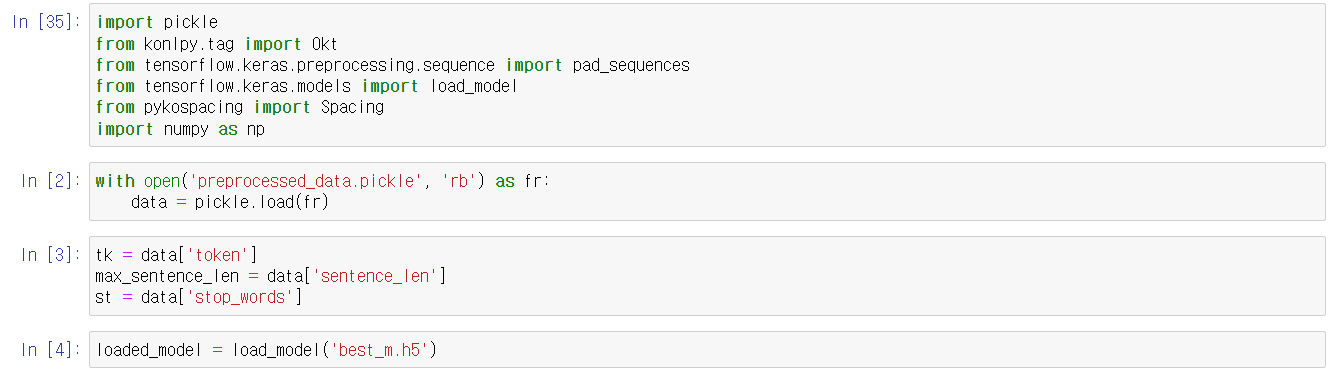 In [35]:
import pickle
from konlpy.tag import Okt
from tensorflow.keras.preprocessing.sequence import pad_sequences
from tensorflow.keras.models import load_model
from pykospacing import Spacing
import numpy as np
In [2]:
with open('preprocessed_data.pickle', 'rb') as fr:
    data = pickle.load(fr)
In [3]:
tk = data['token']
max_sentence_len = data['sentence_len']
st = data['stop_words']
In [4]:
loaded_model = load_model('best_m.h5')